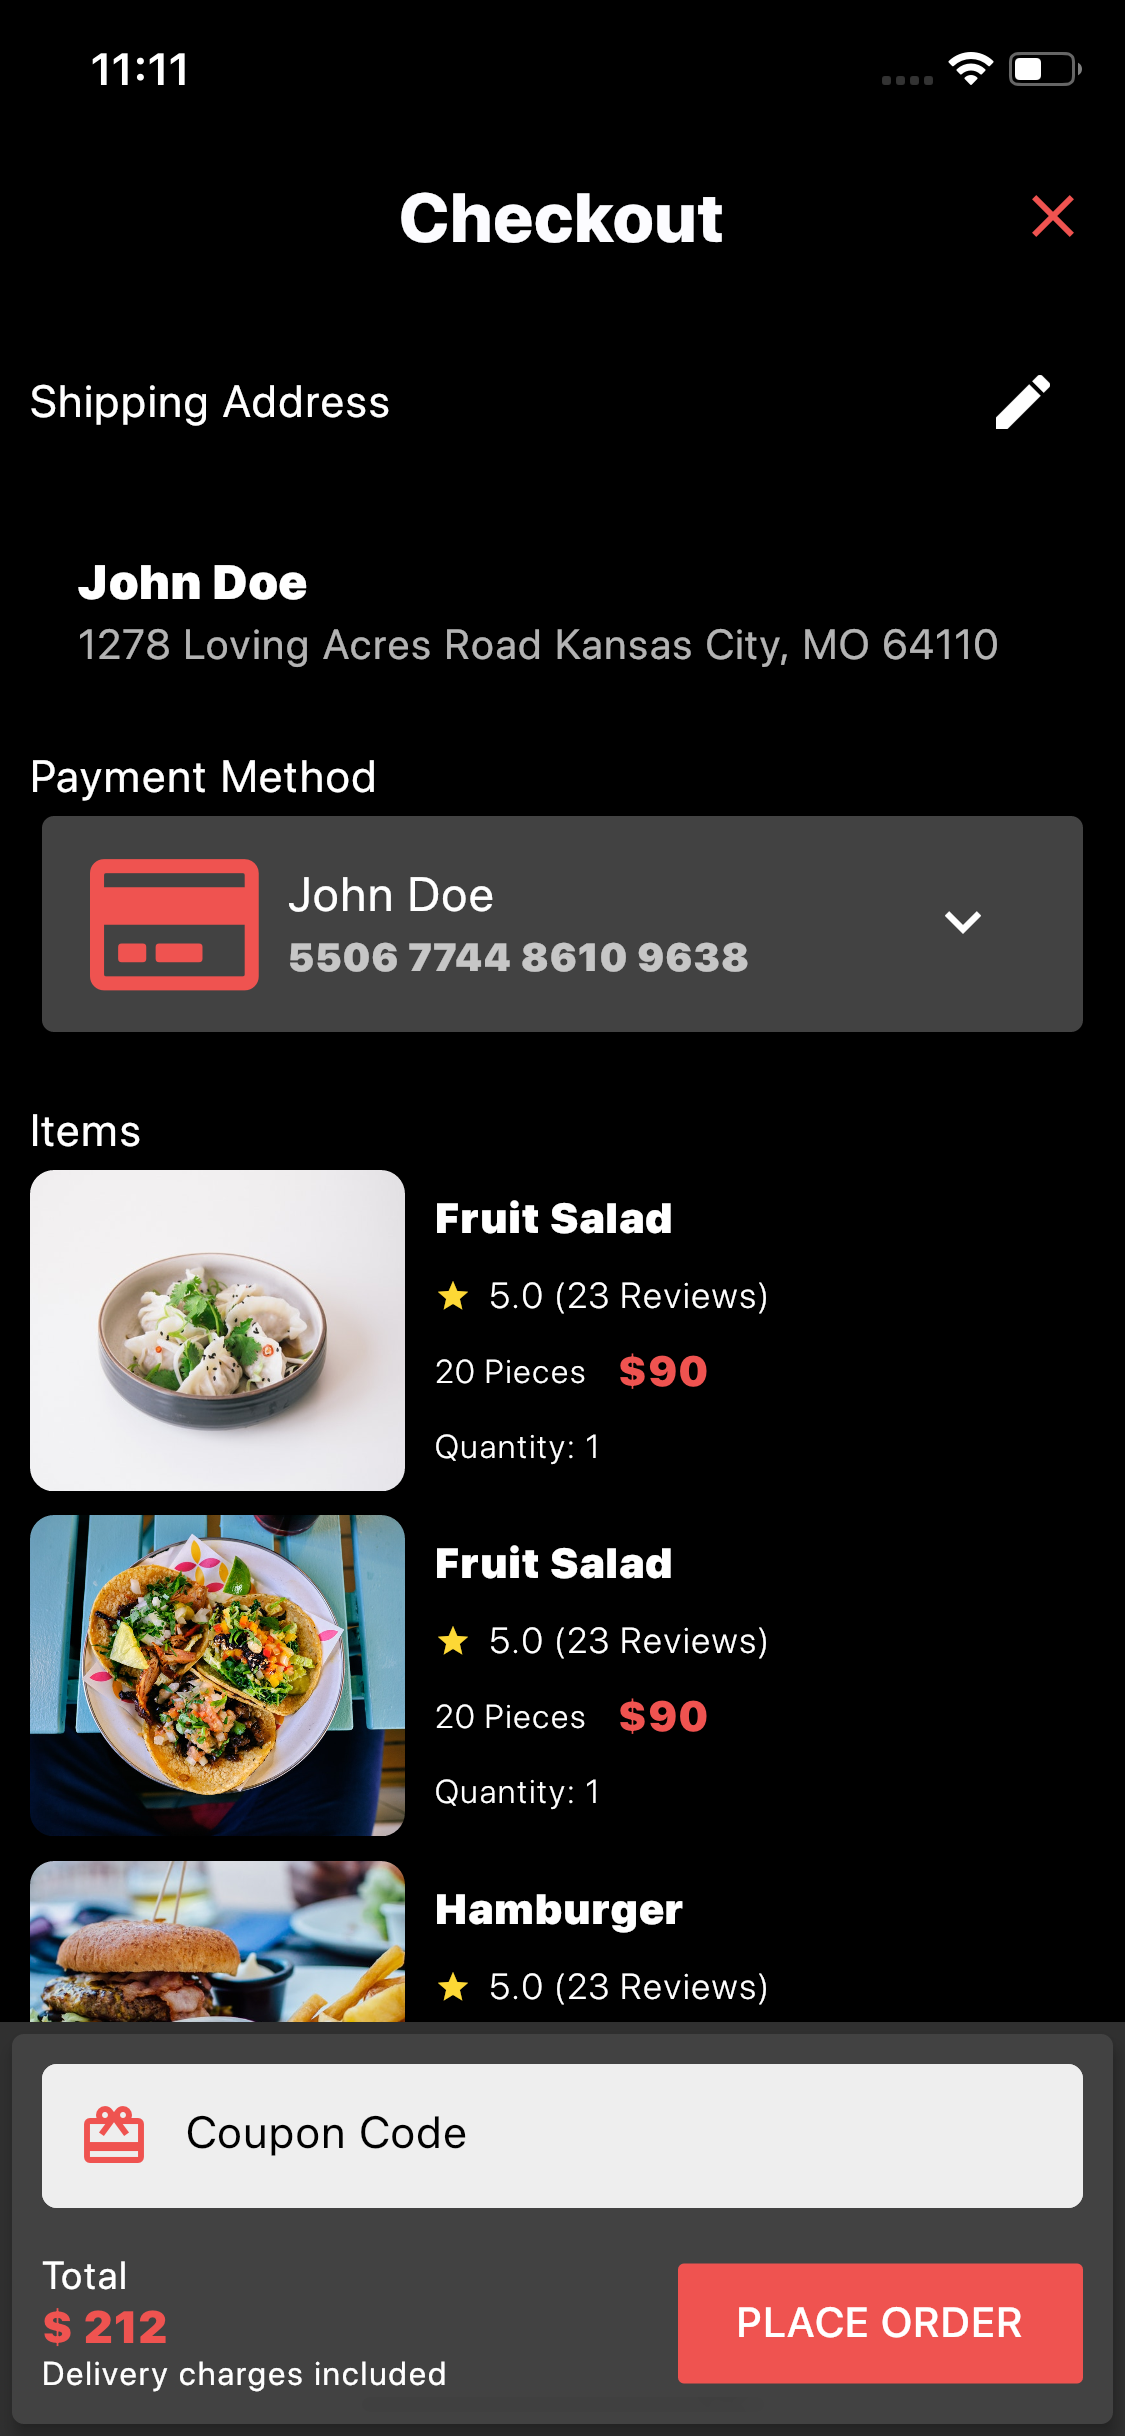 11:11
Checkout
Shipping Address
John Doe
1278 Loving Acres Road Kansas City, MO 64110
Payment Method
John Doe
5506 7744 8610 9638
Items
Fruit Salad
5.0 (23 Reviews)
20 Pieces $90
Quantity: 1
Fruit Salad
5.0 (23 Reviews)
20 Pieces $90
Quantity: 1
Hamburger
5.0 (23 Reviews)
Coupon Code
Total
$ 212
Delivery charges included
PLACE ORDER